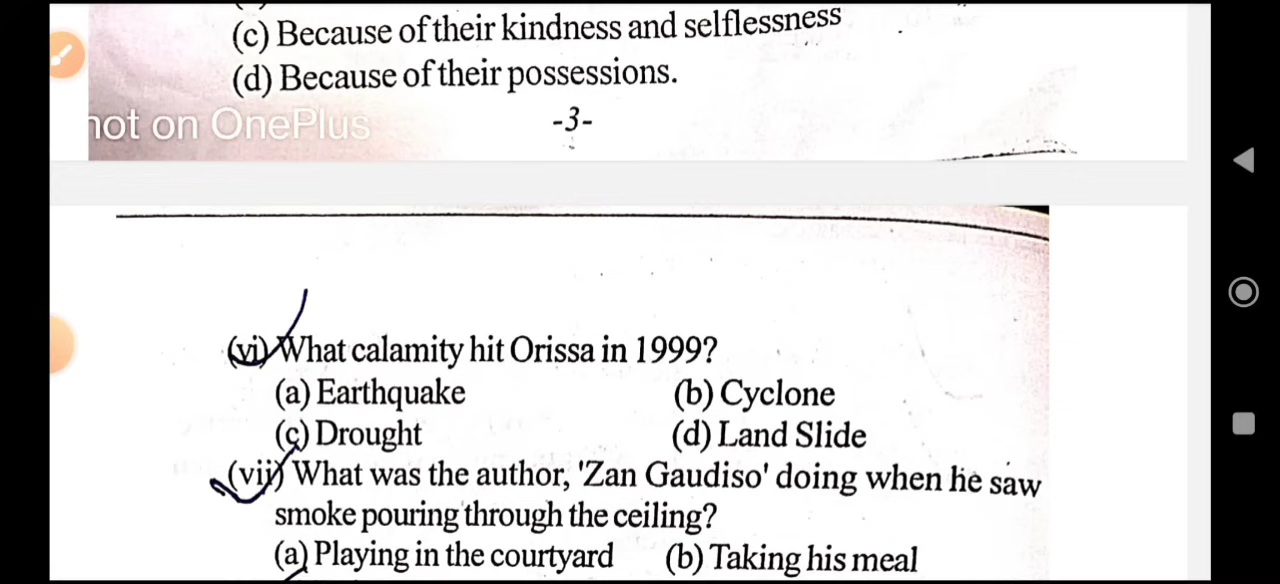 (c) Because of their kindness and selflessness
(d) Because of their possessions.
hot on OnePlus
-3-
(vi) What calamity hit Orissa in 1999?
(a) Earthquake (b) Cyclone
(c) Drought (d) Land Slide
(vii) What was the author, 'Zan Gaudiso' doing when he saw
smoke pouring through the ceiling?
(a) Playing in the courtyard (b) Taking his meal